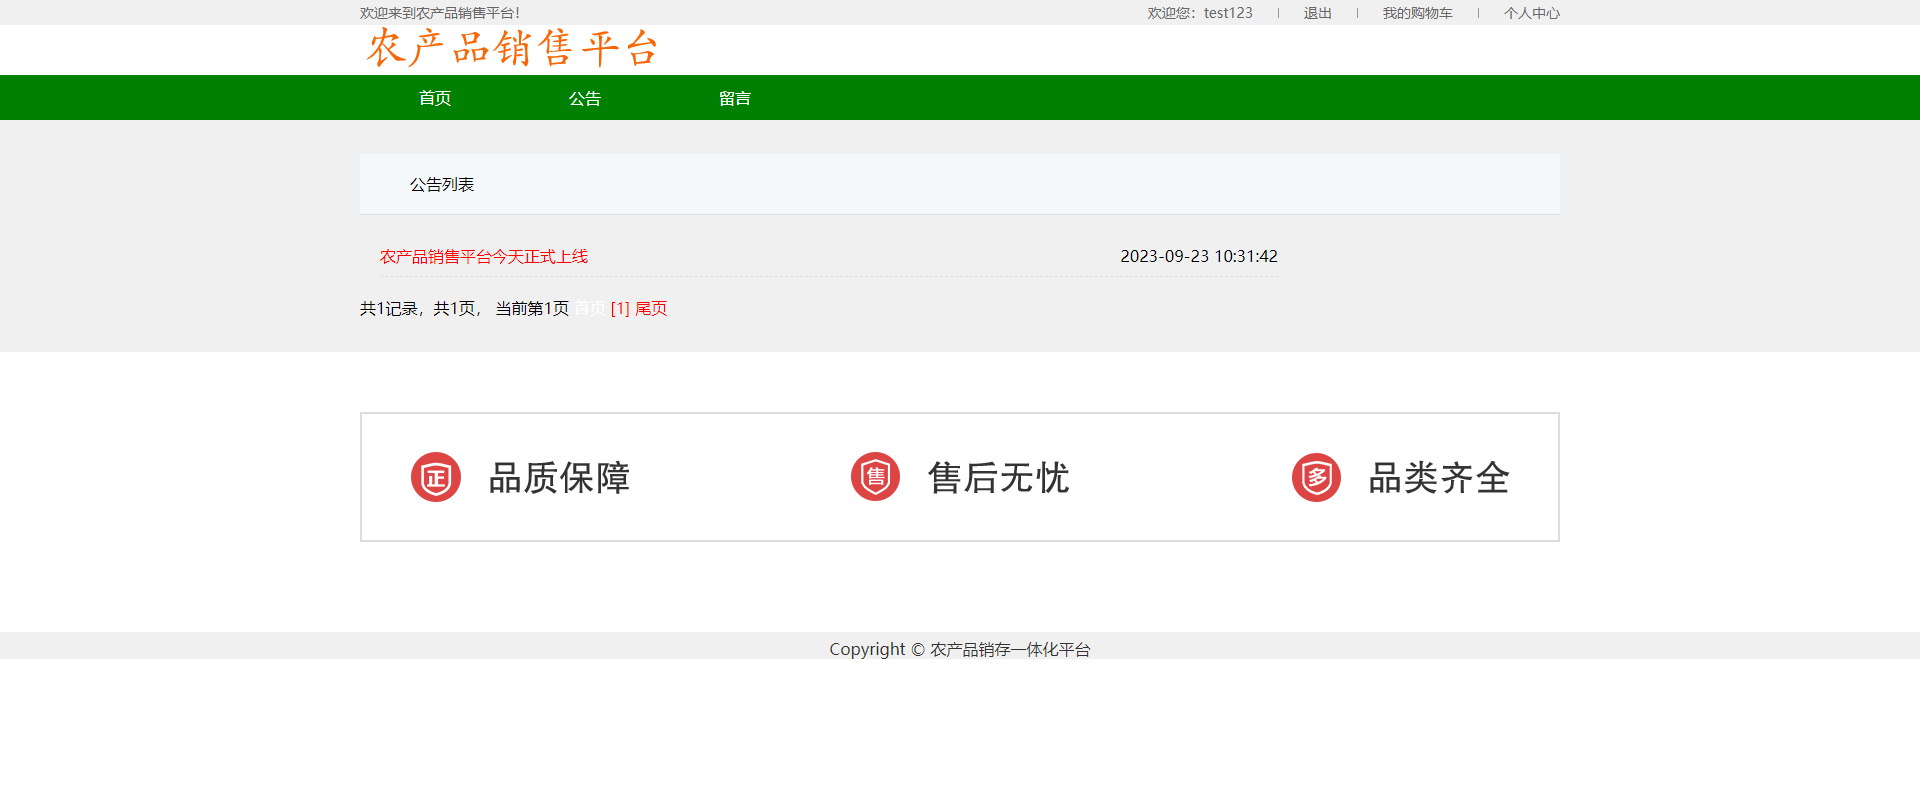 欢迎来到农产品销售平台!
欢迎您：test123 | 退出 | 我的购物车 | 个人中心
农产品销售平台
首页 公告 留言
公告列表
农产品销售平台今天正式上线 2023-09-23 10:31:42
共1记录，共1页， 当前第1页 首页 [1] 尾页
正 品质保障 售 售后无忧 多 品类齐全
Copyright © 农产品销存一体化平台